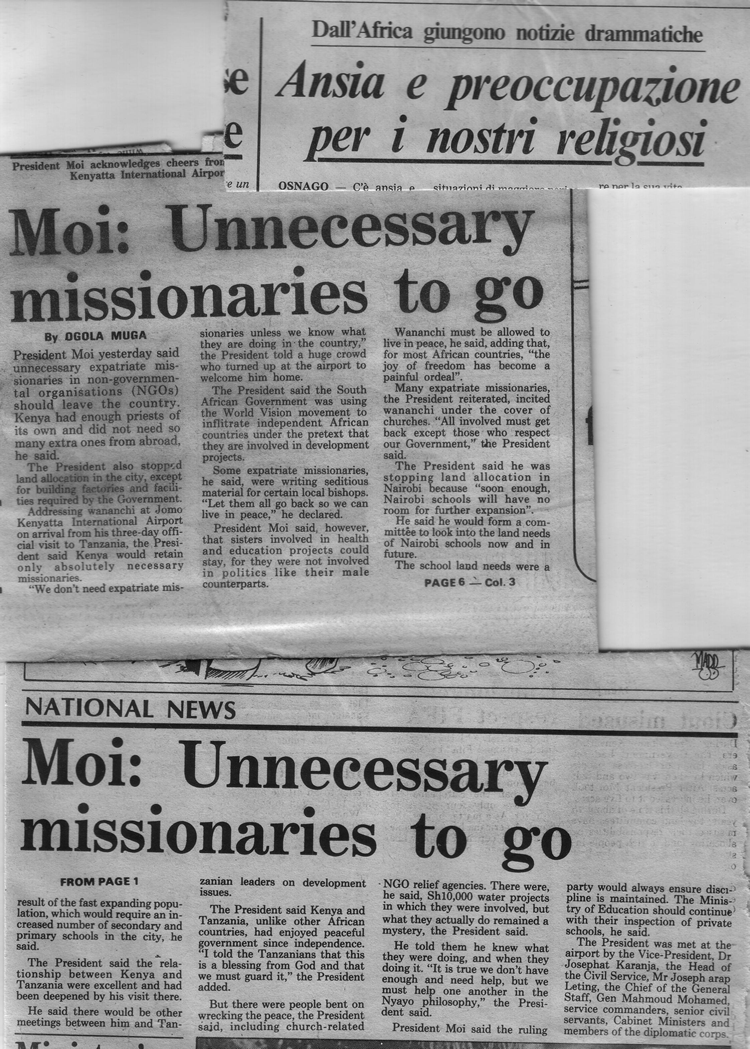 Dall'Africa giungono notizie drammatiche
Ansia e preoccupazione
per i nostri religiosi
OSNAGO — C'è ansia e
situazioni di
re per la sua vita
se
e
e un
President Moi acknowledges cheers from
Kenyatta International Airpor
Moi: Unnecessary
missionaries to go
By OGOLA MUGA
President Moi yesterday said
unnecessary expatriate mis-
sionaries in non-governmen-
tal organisations (NGOs)
should leave the country.
Kenya had enough priests of
its own and did not need so
many extra ones from abroad,
he said.
The President also stopped
land allocation in the city, except
for building factories and facili-
ties required by the Government.
Addressing wananchi at Jomo
Kenyatta International Airport
on arrival from his three-day offi-
cial visit to Tanzania, the Presi-
dent said Kenya would retain
only absolutely necessary
missionaries.
"We don't need expatriate mis-
sionaries unless we know what
they are doing in the country,"
the President told a huge crowd
who turned up at the airport to
welcome him home.
The President said the South
African Government was using
the World Vision movement to
inflitrate independent African
countries under the pretext that
they are involved in development
projects.
Some expatriate missionaries,
he said, were writing seditious
material for certain local bishops.
"Let them all go back so we can
live in peace," he declared.
President Moi said, however,
that sisters involved in health
and education projects could
stay, for they were not involved
in politics like their male
counterparts.
Wananchi must be allowed to
live in peace, he said, adding that,
for most African countries, "the
joy of freedom has become a
painful ordeal".
Many expatriate missionaries,
the President reiterated, incited
wananchi under the cover of
churches. "All involved must get
back except those who respect
our Government," the President
said.
The President said he was
stopping land allocation in
Nairobi because "soon enough,
Nairobi schools will have no
room for further expansion".
He said he would form a com-
mittee to look into the land needs
of Nairobi schools now and in
future.
The school land needs were a
PAGE 6 — Col. 3
MADD
NATIONAL NEWS
Moi: Unnecessary
missionaries to go
FROM PAGE 1
result of the fast expanding popu-
lation, which would require an in-
creased number of secondary and
primary schools in the city, he
said.
The President said the rela-
tionship between Kenya and
Tanzania were excellent and had
been deepened by his visit there.
He said there would be other
meetings between him and Tan-
zanian leaders on development
issues.
The President said Kenya and
Tanzania, unlike other African
countries, had enjoyed peaceful
government since independence.
"I told the Tanzanians that this
is a blessing from God and that
we must guard it," the President
added.
But there were people bent on
wrecking the peace, the President
said, including church-related
NGO relief agencies. There were,
he said, Sh10,000 water projects
in which they were involved, but
what they actually do remained a
mystery, the President said.
He told them he knew what
they were doing, and when they
doing it. "It is true we don't have
enough and need help, but we
must help one another in the
Nyayo philosophy," the Presi-
dent said.
President Moi said the ruling
party would always ensure disci-
pline is maintained. The Minis-
try of Education should continue
with their inspection of private
schools, he said.
The President was met at the
airport by the Vice-President, Dr
Josephat Karanja, the Head of
the Civil Service, Mr Joseph arap
Leting, the Chief of the General
Staff, Gen Mahmoud Mohamed,
service commanders, senior civil
servants, Cabinet Ministers and
members of the diplomatic corps.